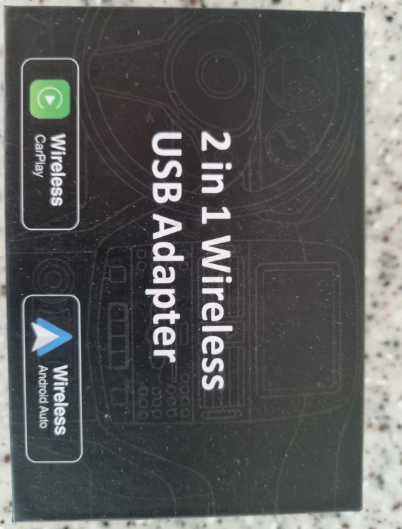 2 in 1 Wireless
USB Adapter
Wireless
CarPlay
Wireless
Android Auto